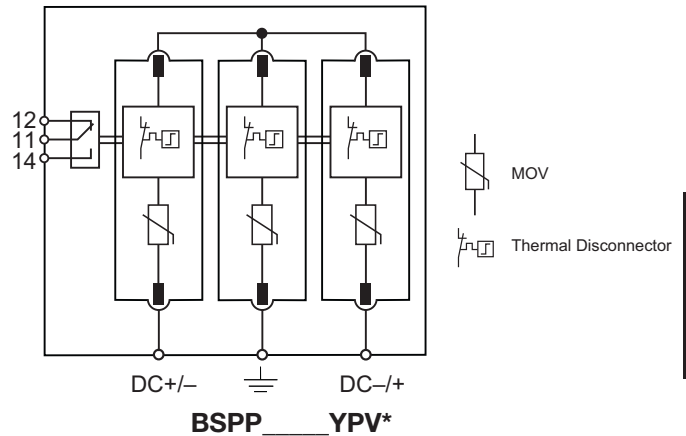 12
11
14
MOV
Thermal Disconnector
DC+/–
DC–/+
BSPP_____YPV*